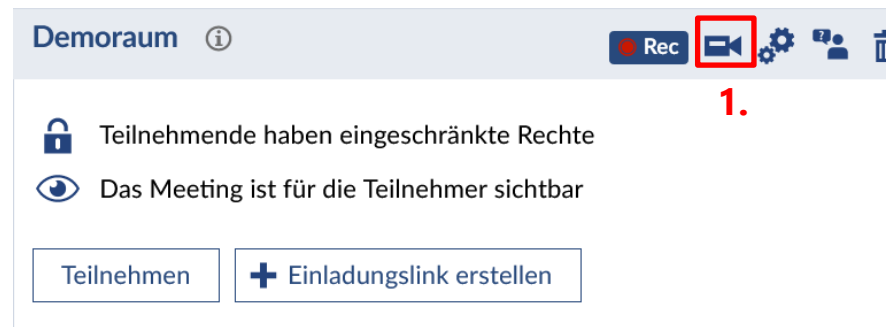 Demoraum
Rec
1.
Teilnehmende haben eingeschränkte Rechte
Das Meeting ist für die Teilnehmer sichtbar
Teilnehmen
Einladungslink erstellen